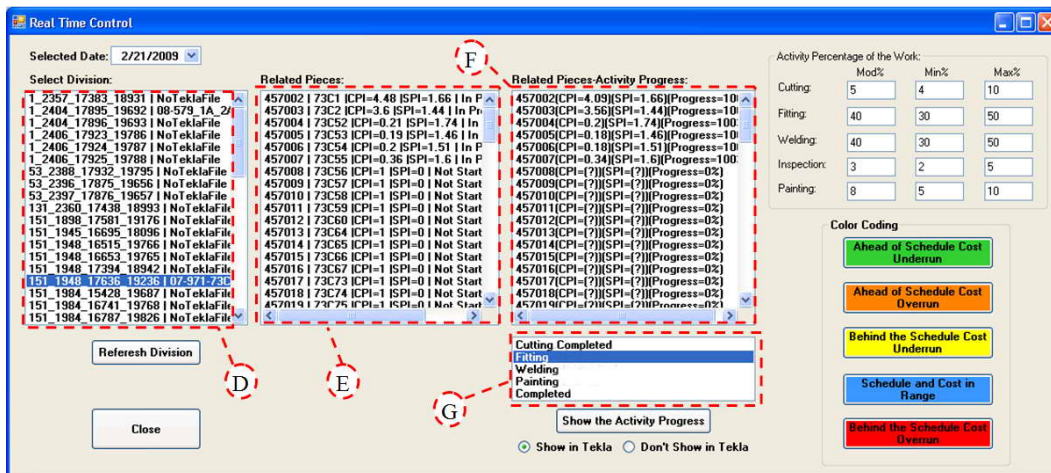 Real Time Control
Selected Date: 2/21/2009
F
Select Division:
Related Pieces:
Related Pieces-Activity Progress:
1_2357_17383_18931 | NoTeklaFile
1_2404_17895_19692 | 08-579_1A_2A
1_2404_17896_19693 | NoTeklaFile
1_2406_17923_19786 | NoTeklaFile
1_2406_17924_19787 | NoTeklaFile
1_2406_17925_19788 | NoTeklaFile
53_2388_17932_19795 | NoTeklaFile
53_2396_17875_19656 | NoTeklaFile
53_2397_17876_19657 | NoTeklaFile
131_2360_17438_18993 | NoTeklaFile
151_1898_17581_19176 | NoTeklaFile
151_1945_16695_18096 | NoTeklaFile
151_1948_16515_19766 | NoTeklaFile
151_1948_16653_19765 | NoTeklaFile
151_1948_17394_18942 | NoTeklaFile
151_1948_17636_19236 | 07-971-73C
151_1984_15428_19687 | NoTeklaFile
151_1984_16741_19768 | NoTeklaFile
151_1984_16787_19826 | NoTeklaFile
457002 | 73C1 |CPI=4.48 |SPI=1.66 | In P
457003 | 73C2 |CPI=3.6 |SPI=1.44 | In Pr
457004 | 73C52 |CPI=0.21 |SPI=1.74 | In
457005 | 73C53 |CPI=0.19 |SPI=1.46 | In
457006 | 73C54 |CPI=0.2 |SPI=1.51 | In P
457007 | 73C55 |CPI=0.36 |SPI=1.6 | In P
457008 | 73C56 |CPI=1 |SPI=0 | Not Start
457009 | 73C57 |CPI=1 |SPI=0 | Not Start
457010 | 73C58 |CPI=1 |SPI=0 | Not Start
457011 | 73C59 |CPI=1 |SPI=0 | Not Start
457012 | 73C60 |CPI=1 |SPI=0 | Not Start
457013 | 73C64 |CPI=1 |SPI=0 | Not Start
457014 | 73C65 |CPI=1 |SPI=0 | Not Start
457015 | 73C66 |CPI=1 |SPI=0 | Not Start
457016 | 73C67 |CPI=1 |SPI=0 | Not Start
457017 | 73C73 |CPI=1 |SPI=0 | Not Start
457018 | 73C74 |CPI=1 |SPI=0 | Not Start
457019 | 73C75 |CPI=1 |SPI=0 | Not Start
457002(CPI=4.09)(SPI=1.66)(Progress=10
457003(CPI=3.56)(SPI=1.44)(Progress=10
457004(CPI=0.2)(SPI=1.74)(Progress=10
457005(CPI=0.18)(SPI=1.46)(Progress=10
457006(CPI=0.18)(SPI=1.51)(Progress=10
457007(CPI=0.34)(SPI=1.6)(Progress=100
457008(CPI={?})(SPI={?})(Progress=0%)
457009(CPI={?})(SPI={?})(Progress=0%)
457010(CPI={?})(SPI={?})(Progress=0%)
457011(CPI={?})(SPI={?})(Progress=0%)
457012(CPI={?})(SPI={?})(Progress=0%)
457013(CPI={?})(SPI={?})(Progress=0%)
457014(CPI={?})(SPI={?})(Progress=0%)
457015(CPI={?})(SPI={?})(Progress=0%)
457016(CPI={?})(SPI={?})(Progress=0%)
457017(CPI={?})(SPI={?})(Progress=0%)
457018(CPI={?})(SPI={?})(Progress=0%)
457019(CPI={?})(SPI={?})(Progress=0%)
Activity Percentage of the Work:
Mod% Min% Max%
Cutting: 5 4 10
Fitting: 40 30 50
Welding: 40 30 50
Inspection: 3 2 5
Painting: 8 5 10
Color Coding
Ahead of Schedule Cost
Underrun
Ahead of Schedule Cost
Overrun
Behind the Schedule Cost
Underrun
Schedule and Cost in
Range
Behind the Schedule Cost
Overrun
Referesh Division
D
E
G
Cutting Completed
Fitting
Welding
Painting
Completed
Show the Activity Progress
Close
Show in Tekla
Don't Show in Tekla